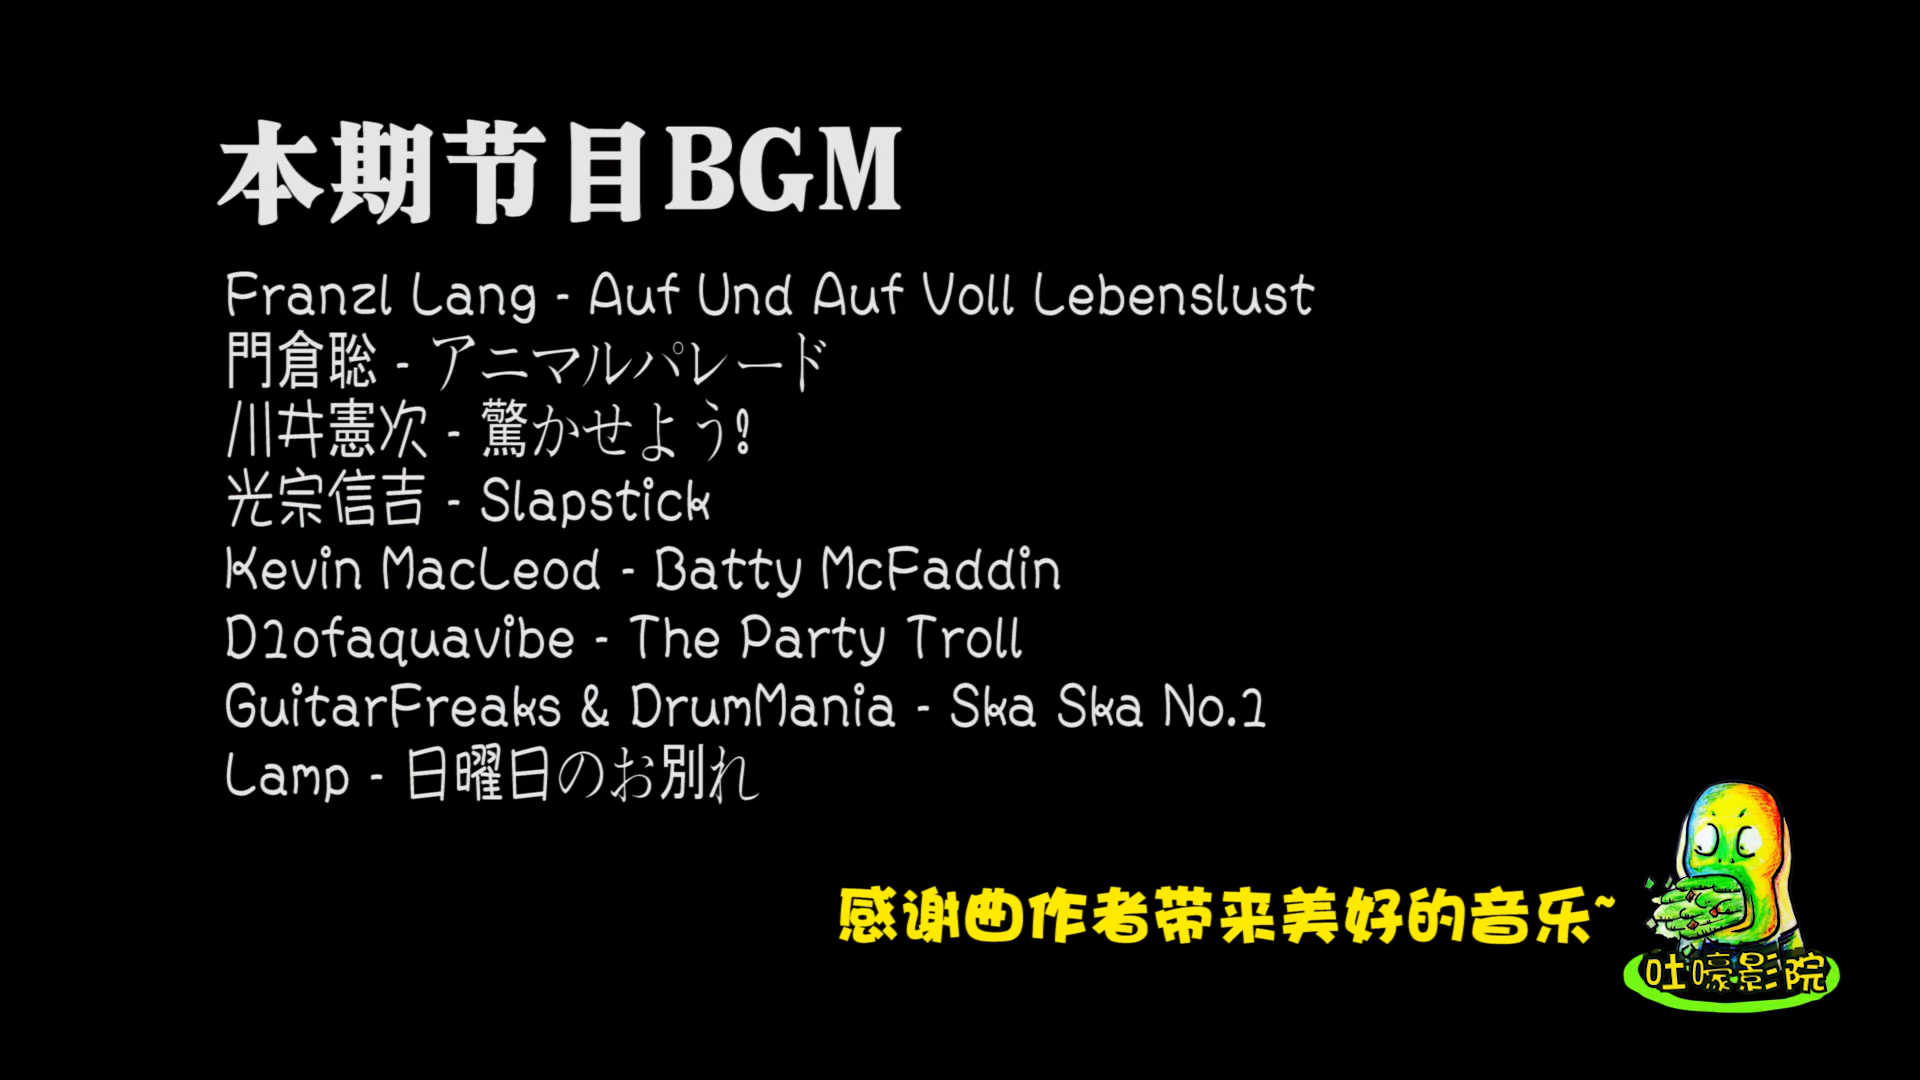 本期节目BGM
Franzl Lang - Auf Und Auf Voll Lebenslust
門倉聡 - アニマルパレード
川井憲次 - 驚かせよう!
光宗信吉 - Slapstick
Kevin MacLeod - Batty McFaddin
D1ofaquavibe - The Party Troll
GuitarFreaks & DrumMania - Ska Ska No.1
Lamp - 日曜日のお別れ
感谢曲作者带来美好的音乐~
吐嚎影院